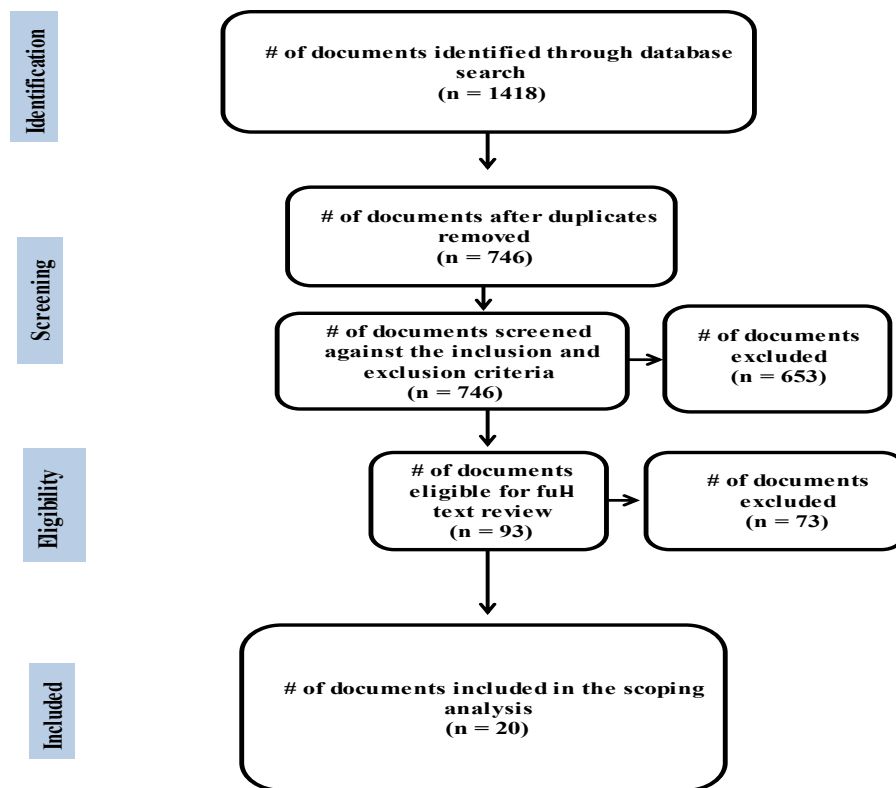 Identification
# of documents identified through database
search
(n = 1418)
# of documents after duplicates
removed
(n = 746)
Screening
# of documents screened
against the inclusion and
exclusion criteria
(n = 746)
# of documents
excluded
(n = 653)
Eligibility
# of documents
eligible for full
text review
(n = 93)
# of documents
excluded
(n = 73)
Included
# of documents included in the scoping
analysis
(n = 20)